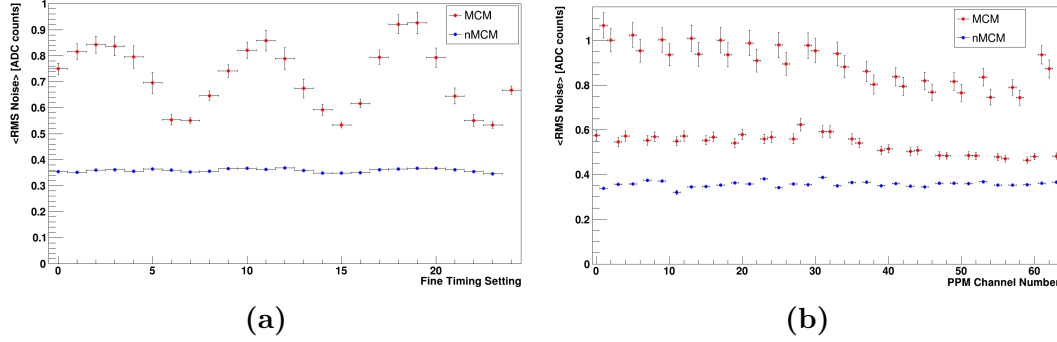 <RMS Noise> [ADC counts]
1
0.9
0.8
0.7
0.6
0.5
0.4
0.3
0.2
0.1
0
MCM
nMCM
0 5 10 15 20
Fine Timing Setting
(a)
<RMS Noise> [ADC counts]
1
0.8
0.6
0.4
0.2
0
MCM
nMCM
0 10 20 30 40 50 60
PPM Channel Number
(b)